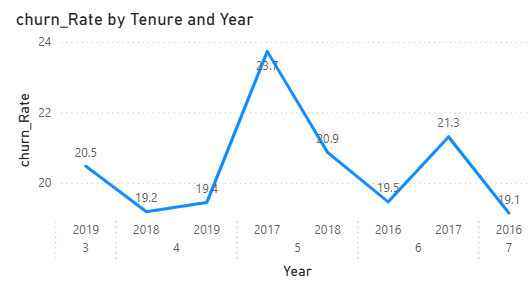 churn_Rate by Tenure and Year
24
23.7
22
21.3
20.9
churn_Rate
20.5
19.2
19.4
19.5
19.1
20
2019 2018 2019 2017 2018 2016 2017 2016
3 4 5 6 7
Year